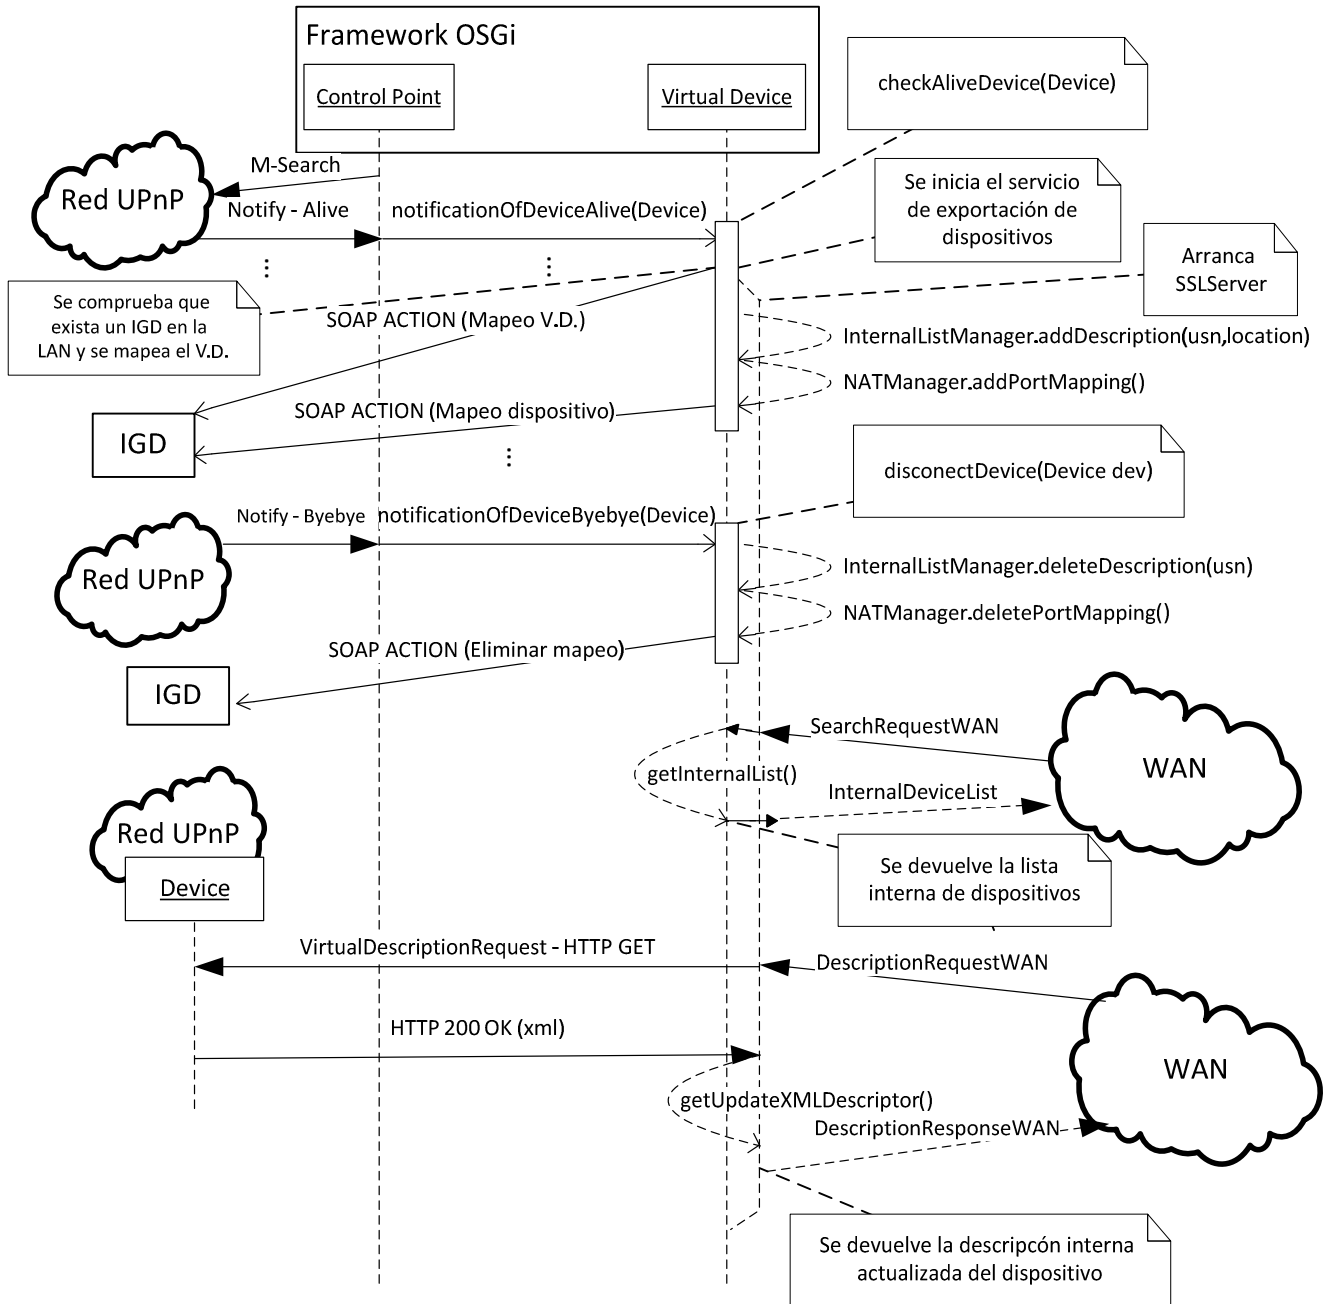 Framework OSGi
Control Point
Virtual Device
checkAliveDevice(Device)
M-Search
Red UPnP
Notify - Alive
notificationOfDeviceAlive(Device)
Se inicia el servicio
de exportación de
dispositivos
Arranca
SSLServer
Se comprueba que
exista un IGD en la
LAN y se mapea el V.D.
SOAP ACTION (Mapeo V.D.)
InternalListManager.addDescription(usn,location)
NATManager.addPortMapping()
SOAP ACTION (Mapeo dispositivo)
IGD
disconectDevice(Device dev)
Notify - Byebye
notificationOfDeviceByebye(Device)
Red UPnP
InternalListManager.deleteDescription(usn)
NATManager.deletePortMapping()
SOAP ACTION (Eliminar mapeo)
IGD
SearchRequestWAN
WAN
getInternalList()
InternalDeviceList
Red UPnP
Device
Se devuelve la lista
interna de dispositivos
VirtualDescriptionRequest - HTTP GET
DescriptionRequestWAN
HTTP 200 OK (xml)
WAN
getUpdateXMLDescriptor()
DescriptionResponseWAN
Se devuelve la descripcón interna
actualizada del dispositivo